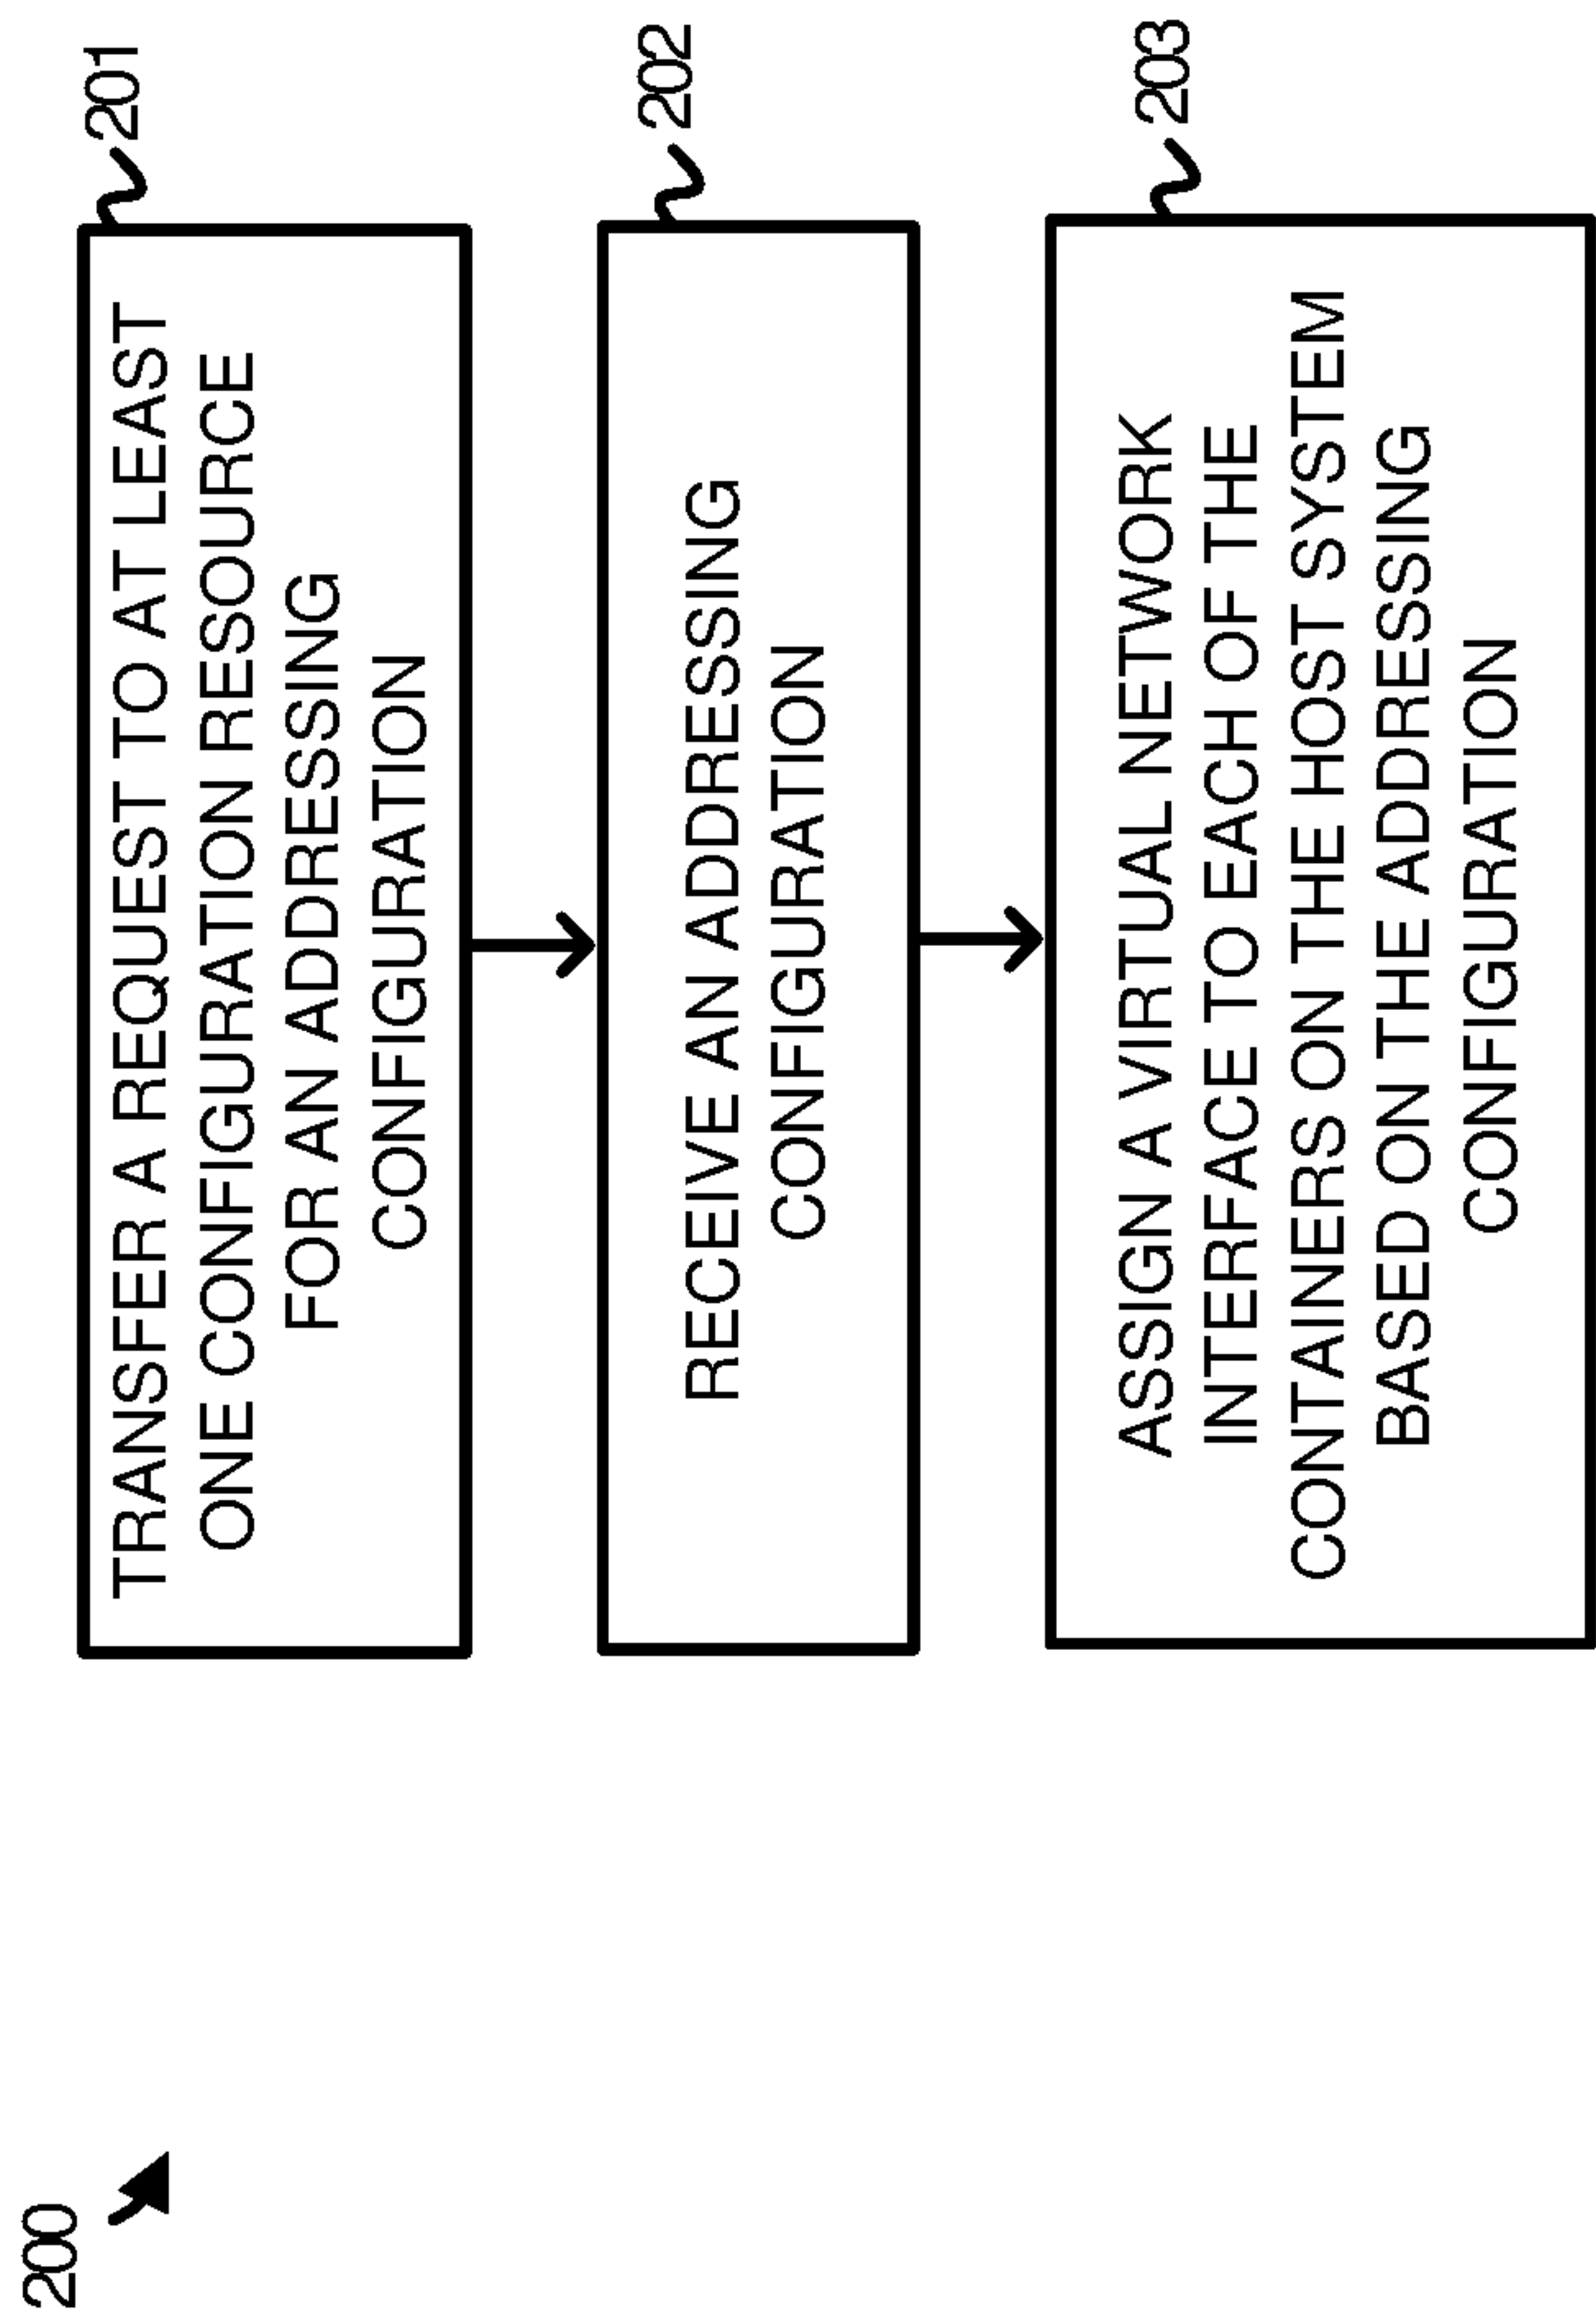 200
201
TRANSFER A REQUEST TO AT LEAST
ONE CONFIGURATION RESOURCE
FOR AN ADDRESSING
CONFIGURATION
202
RECEIVE AN ADDRESSING
CONFIGURATION
203
ASSIGN A VIRTUAL NETWORK
INTERFACE TO EACH OF THE
CONTAINERS ON THE HOST SYSTEM
BASED ON THE ADDRESSING
CONFIGURATION